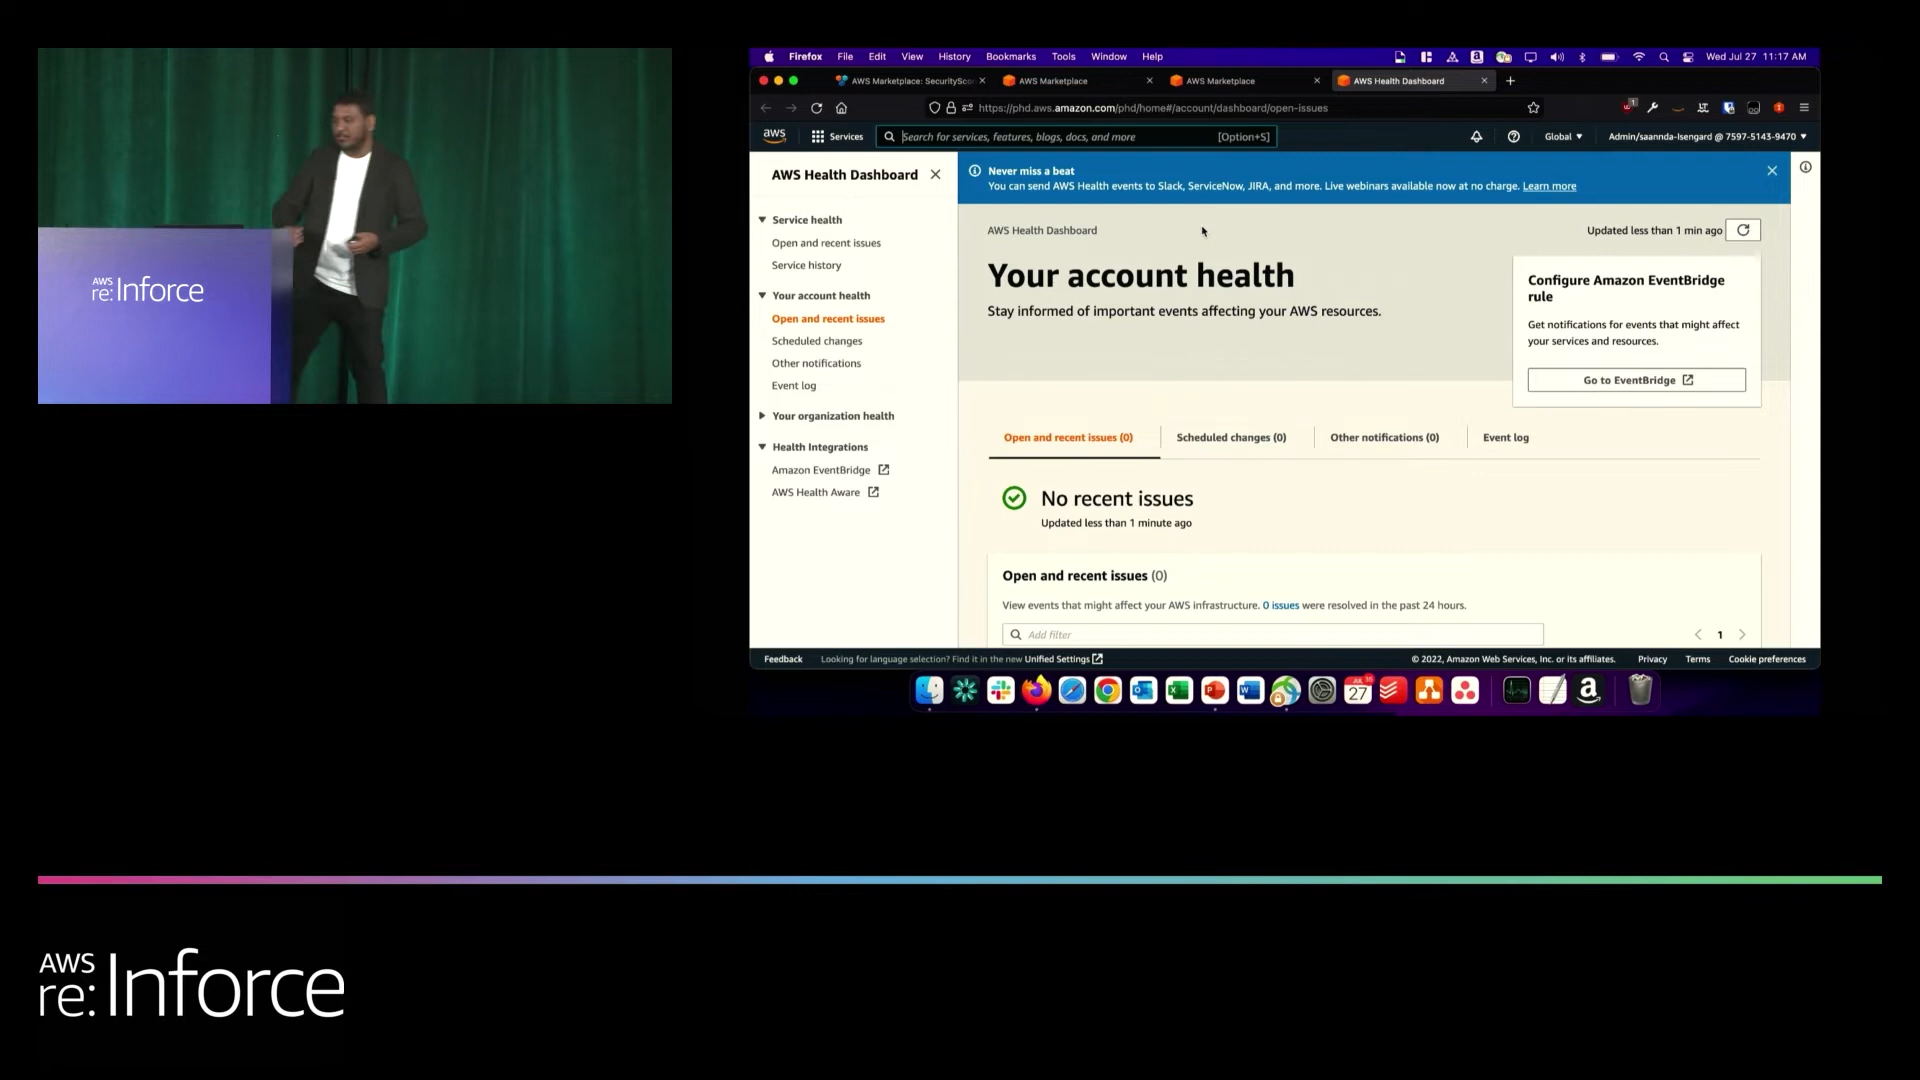 AWS
re:Inforce
Firefox File Edit View History Bookmarks Tools Window Help
Wed Jul 27 11:17 AM
AWS Marketplace: SecuritySco
AWS Marketplace
AWS Marketplace
AWS Health Dashboard
https://phd.aws.amazon.com/phd/home#/account/dashboard/open-issues
aws
Services
Search for services, features, blogs, docs, and more
[Option+S]
Global
Admin/saannda-Isengard @ 7597-5143-9470
AWS Health Dashboard
Service health
Open and recent issues
Service history
Your account health
Open and recent issues
Scheduled changes
Other notifications
Event log
Your organization health
Health Integrations
Amazon EventBridge
AWS Health Aware
Never miss a beat
You can send AWS Health events to Slack, ServiceNow, JIRA, and more. Live webinars available now at no charge. Learn more
AWS Health Dashboard
Updated less than 1 min ago
Your account health
Stay informed of important events affecting your AWS resources.
Configure Amazon EventBridge
rule
Get notifications for events that might affect
your services and resources.
Go to EventBridge
Open and recent issues (0)
Scheduled changes (0)
Other notifications (0)
Event log
No recent issues
Updated less than 1 minute ago
Open and recent issues (0)
View events that might affect your AWS infrastructure. 0 issues were resolved in the past 24 hours.
Add filter
1
Feedback
Looking for language selection? Find it in the new Unified Settings
© 2022, Amazon Web Services, Inc. or its affiliates.
Privacy
Terms
Cookie preferences
27
AWS
re:Inforce